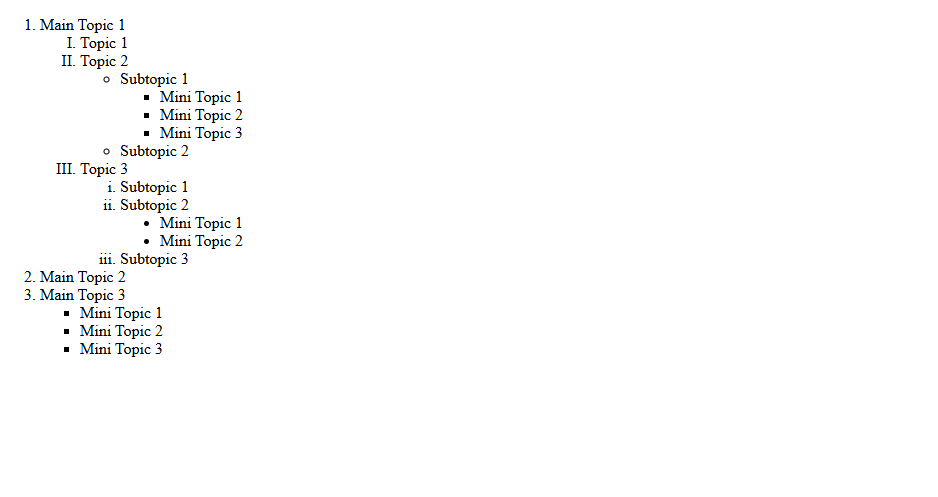 1. Main Topic 1
I. Topic 1
II. Topic 2
○ Subtopic 1
▪ Mini Topic 1
▪ Mini Topic 2
▪ Mini Topic 3
○ Subtopic 2
III. Topic 3
i. Subtopic 1
ii. Subtopic 2
• Mini Topic 1
• Mini Topic 2
iii. Subtopic 3
2. Main Topic 2
3. Main Topic 3
▪ Mini Topic 1
▪ Mini Topic 2
▪ Mini Topic 3